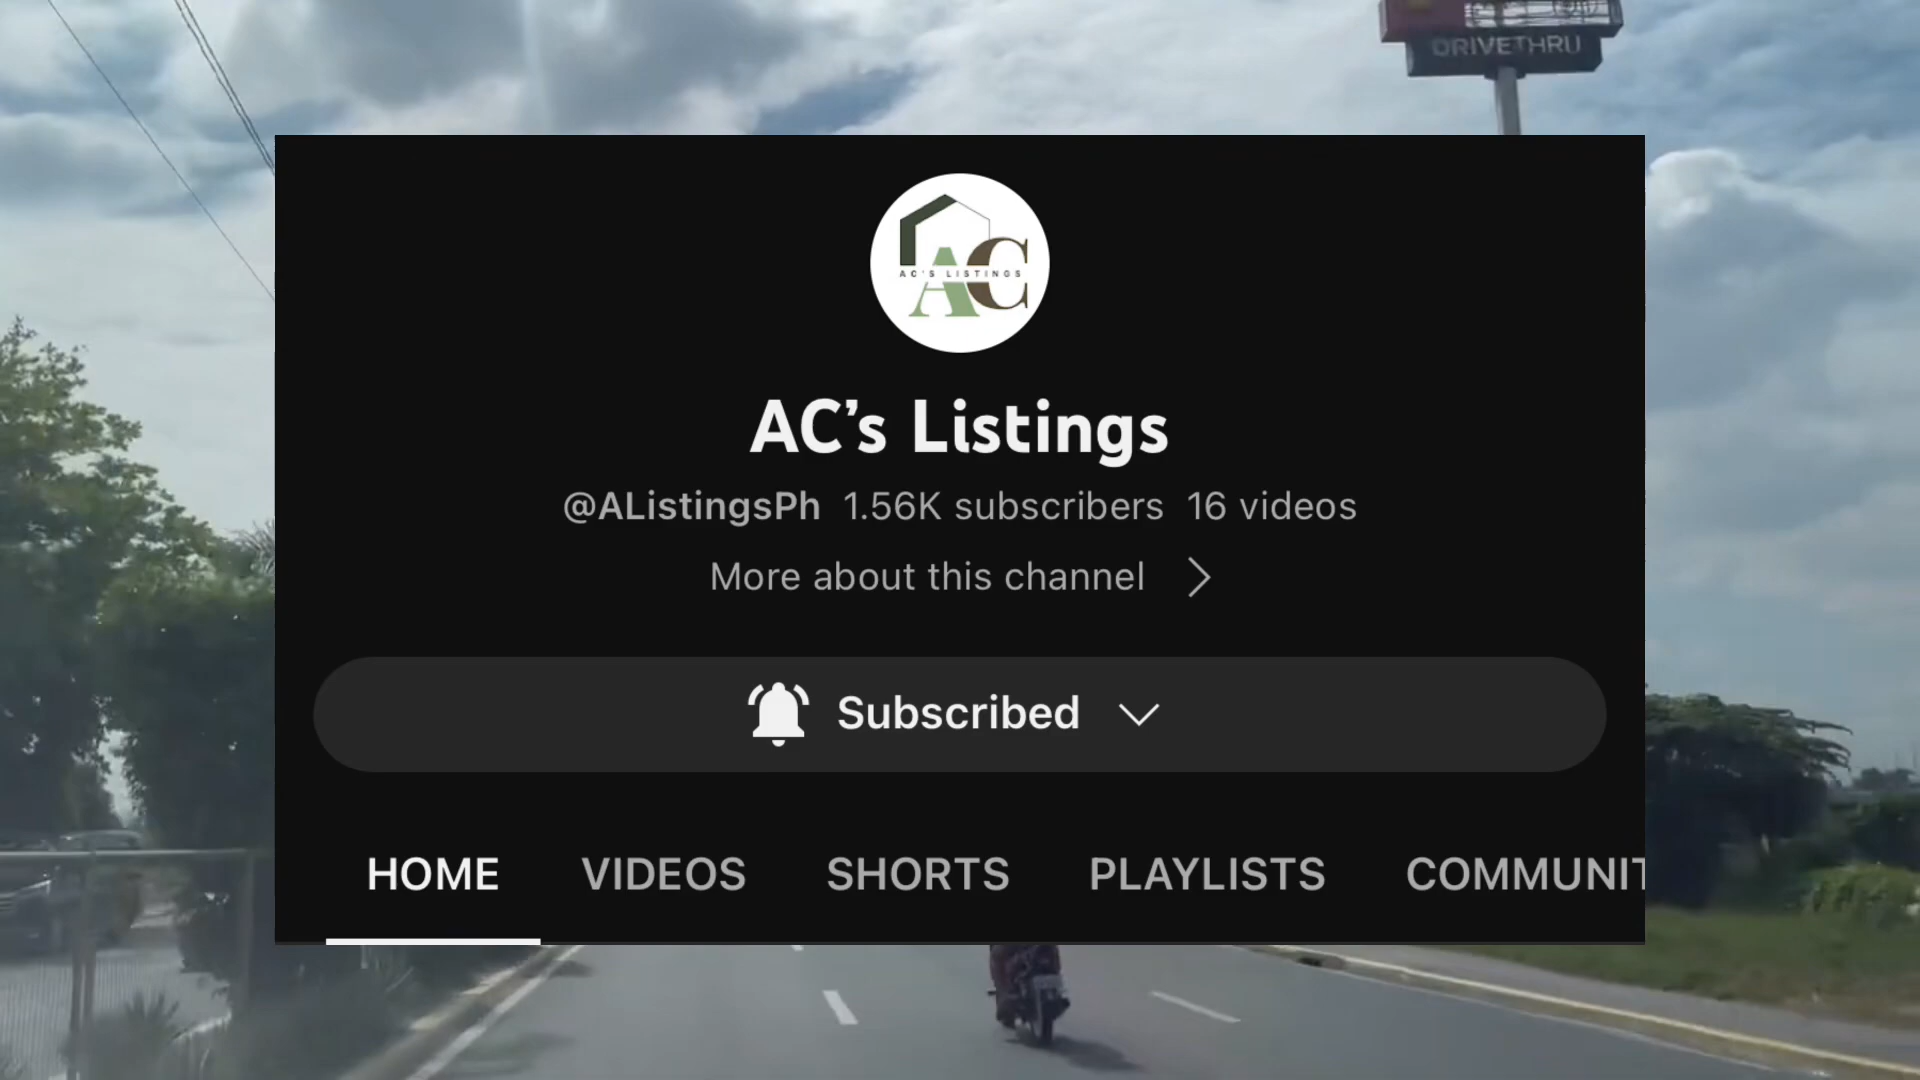 DRIVETHRU
AC'S LISTINGS
AC
AC’s Listings
@AListingsPh 1.56K subscribers 16 videos
More about this channel
Subscribed
HOME VIDEOS SHORTS PLAYLISTS COMMUNIT